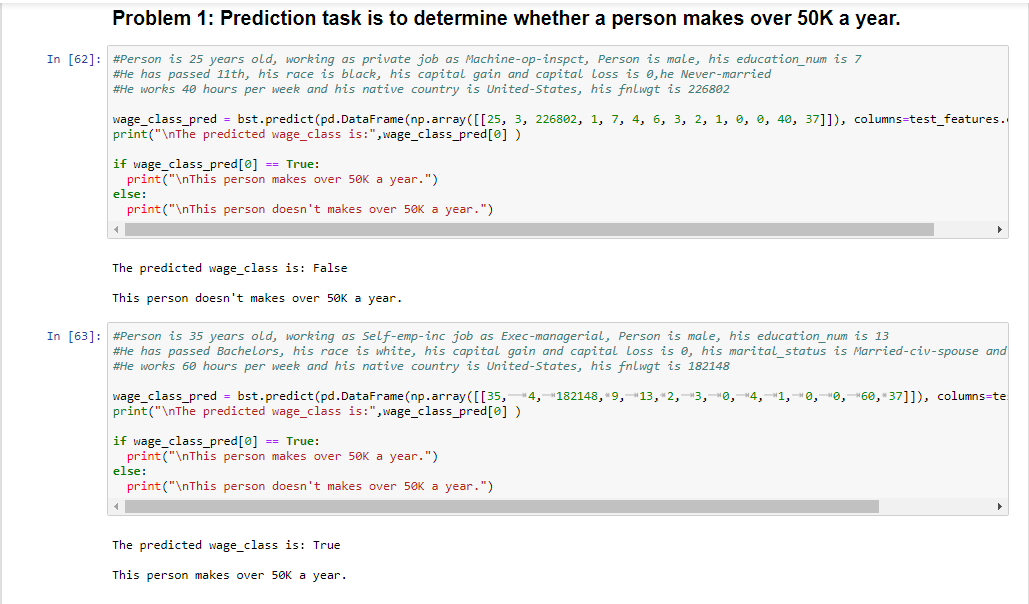 Problem 1: Prediction task is to determine whether a person makes over 50K a year.
In [62]: #Person is 25 years old, working as private job as Machine-op-inspct, Person is male, his education_num is 7
#He has passed 11th, his race is black, his capital gain and capital loss is 0,he Never-married
#He works 40 hours per week and his native country is United-States, his fnlwgt is 226802
wage_class_pred = bst.predict(pd.DataFrame(np.array([[25, 3, 226802, 1, 7, 4, 6, 3, 2, 1, 0, 0, 40, 37]]), columns=test_features.
print("\nThe predicted wage_class is:",wage_class_pred[0] )
if wage_class_pred[0] == True:
print("\nThis person makes over 50K a year.")
else:
print("\nThis person doesn't makes over 50K a year.")
The predicted wage_class is: False
This person doesn't makes over 50K a year.
In [63]: #Person is 35 years old, working as Self-emp-inc job as Exec-managerial, Person is male, his education_num is 13
#He has passed Bachelors, his race is white, his capital gain and capital loss is 0, his marital_status is Married-civ-spouse and
#He works 60 hours per week and his native country is United-States, his fnlwgt is 182148
wage_class_pred = bst.predict(pd.DataFrame(np.array([[35,→4,→182148,→9,→13,→2,→3,→0,→4,→1,→0,→0,→60,→37]]), columns=te
print("\nThe predicted wage_class is:",wage_class_pred[0] )
if wage_class_pred[0] == True:
print("\nThis person makes over 50K a year.")
else:
print("\nThis person doesn't makes over 50K a year.")
The predicted wage_class is: True
This person makes over 50K a year.